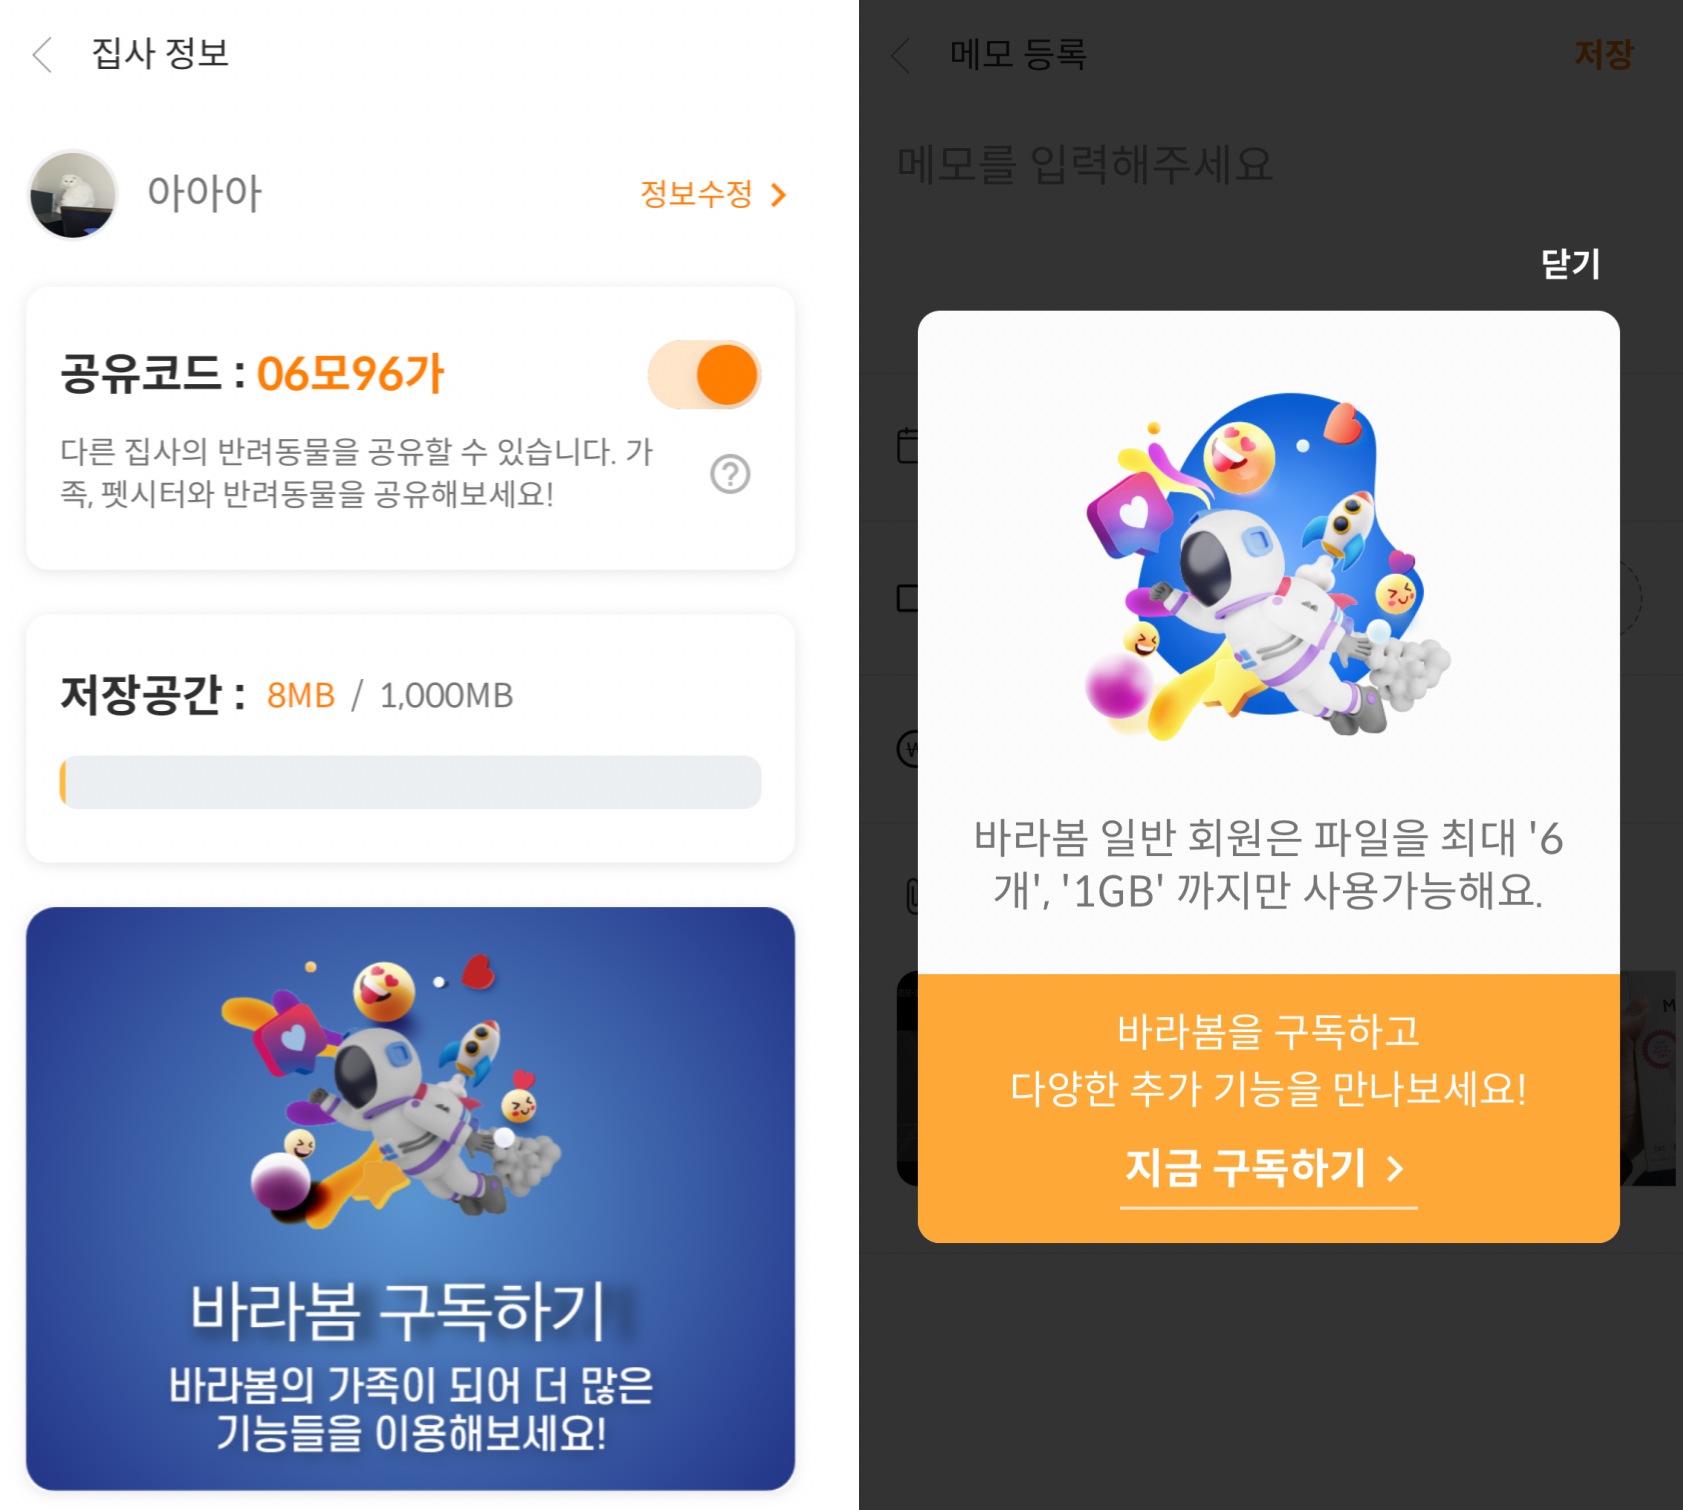 집사 정보
아아아
정보수정
공유코드 : 06모96가
다른 집사의 반려동물을 공유할 수 있습니다. 가
족, 펫시터와 반려동물을 공유해보세요!
저장공간 : 8MB / 1,000MB
바라봄 구독하기
바라봄의 가족이 되어 더 많은
기능들을 이용해보세요!
메모 등록
저장
메모를 입력해주세요
닫기
바라봄 일반 회원은 파일을 최대 '6
개', '1GB' 까지만 사용가능해요.
바라봄을 구독하고
다양한 추가 기능을 만나보세요!
지금 구독하기